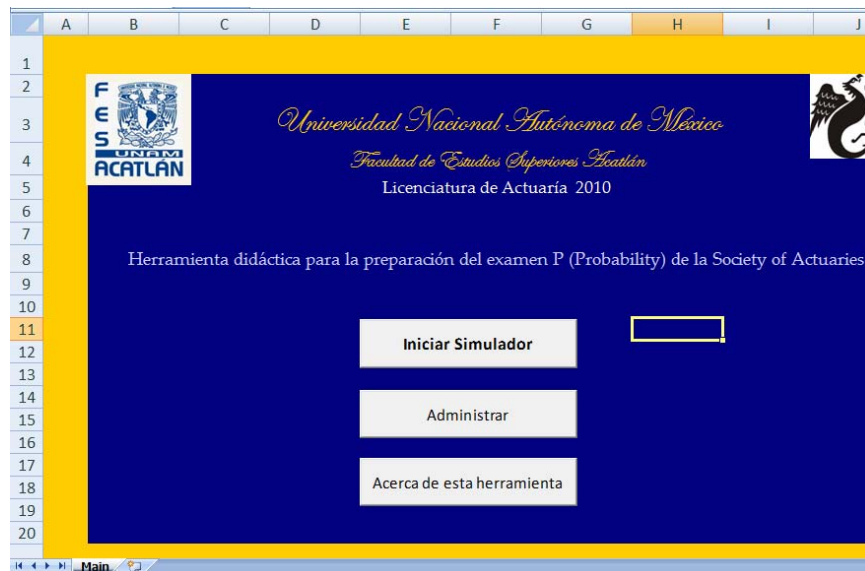 A B C D E F G H I J
1
2
3
4
5
6
7
8
9
10
11
12
13
14
15
16
17
18
19
20
FES
UNAM
ACATLÁN
Universidad Nacional Autónoma de México
Facultad de Estudios Superiores Acatlán
Licenciatura de Actuaría 2010
Herramienta didáctica para la preparación del examen P (Probability) de la Society of Actuaries
Iniciar Simulador
Administrar
Acerca de esta herramienta
Main